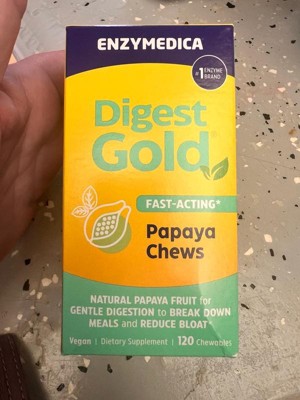 ENZYMEDICA
#1 ENZYME
BRAND
Digest
Gold
FAST-ACTING*
Papaya
Chews
NATURAL PAPAYA FRUIT for
GENTLE DIGESTION to BREAK DOWN
MEALS and REDUCE BLOAT*
Vegan | Dietary Supplement | 120 Chewables